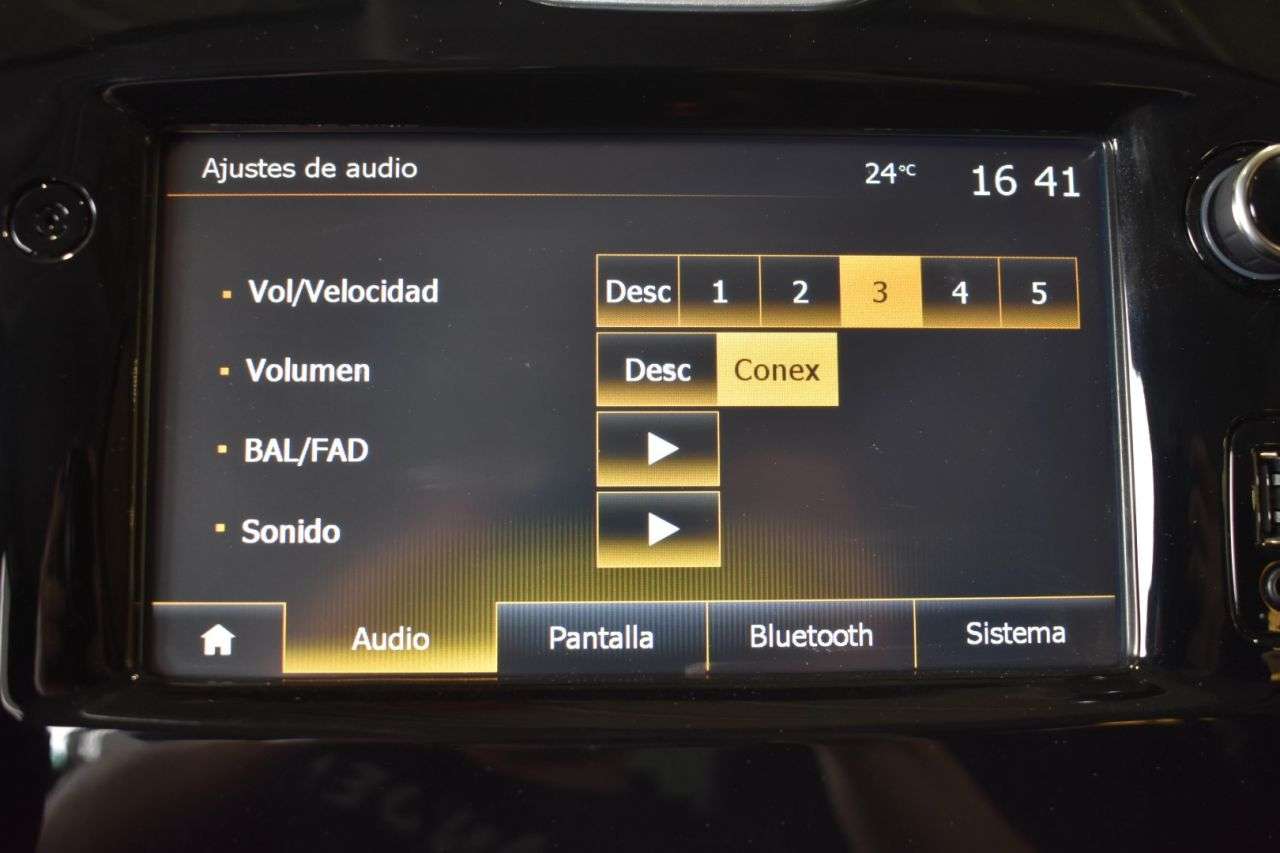 Ajustes de audio 24°C 16 41
Vol/Velocidad Desc 1 2 3 4 5
Volumen Desc Conex
BAL/FAD
Sonido
Audio Pantalla Bluetooth Sistema